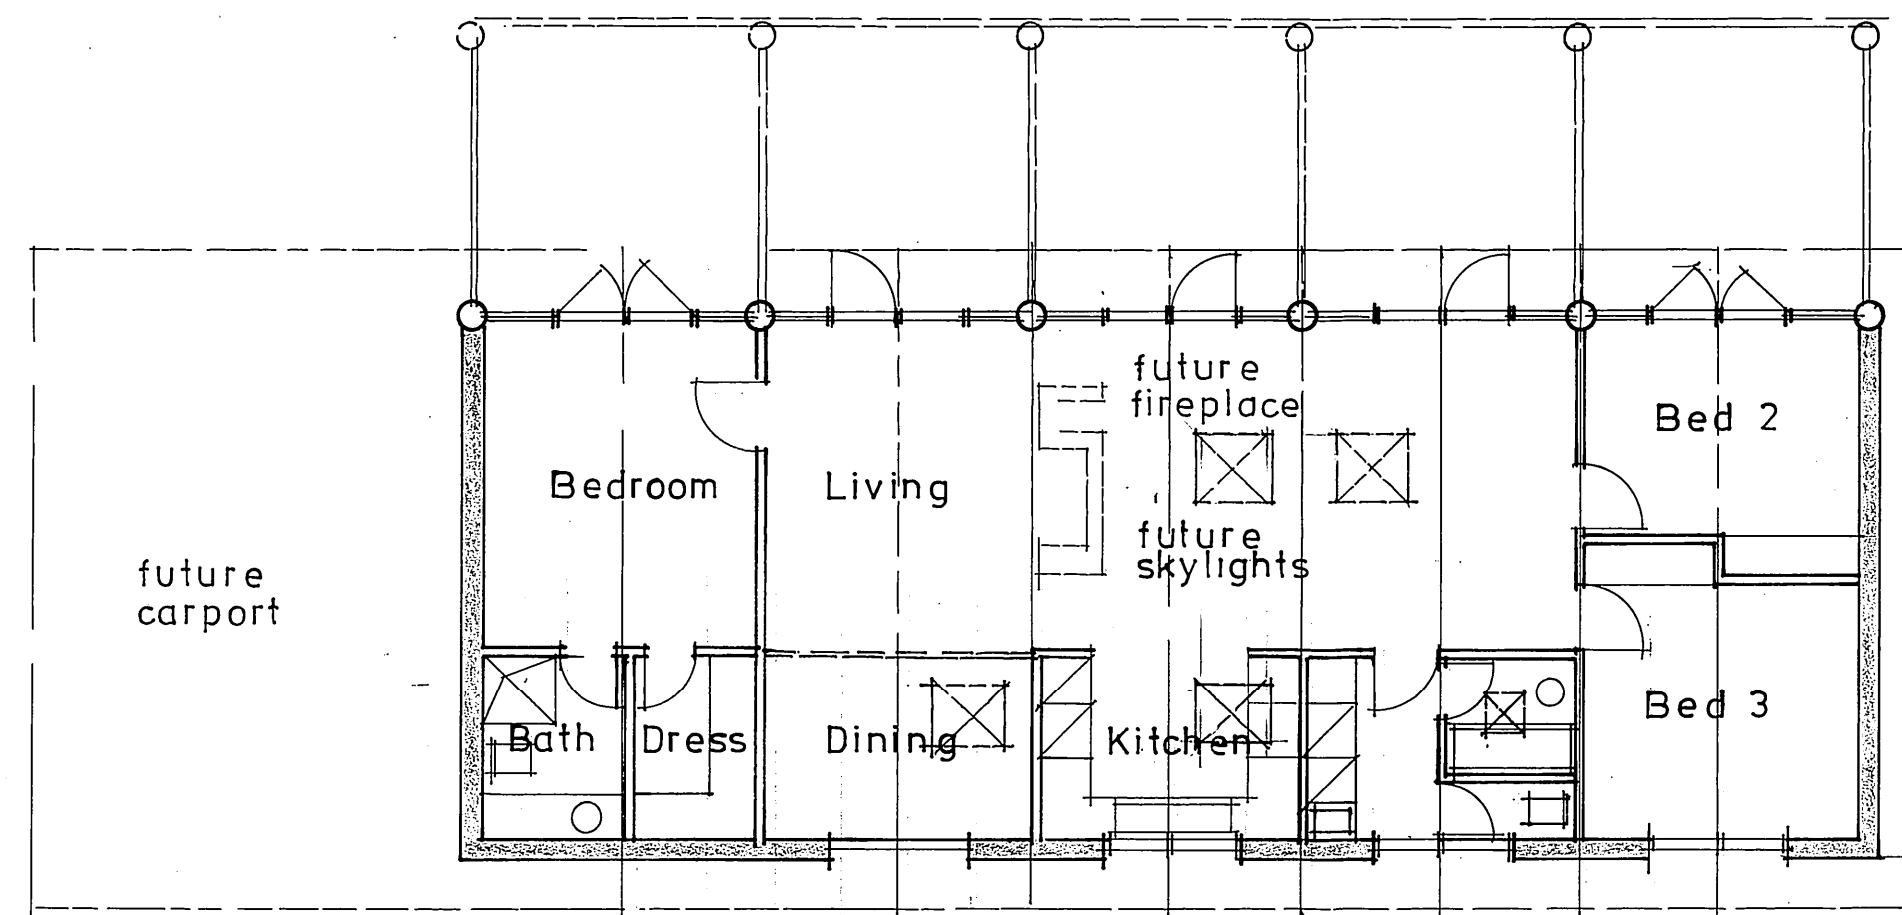 future
fireplace
Bed 2
Bedroom
Living
future
skylights
future
carport
Bed 3
Bath
Dress
Dining
Kitchen